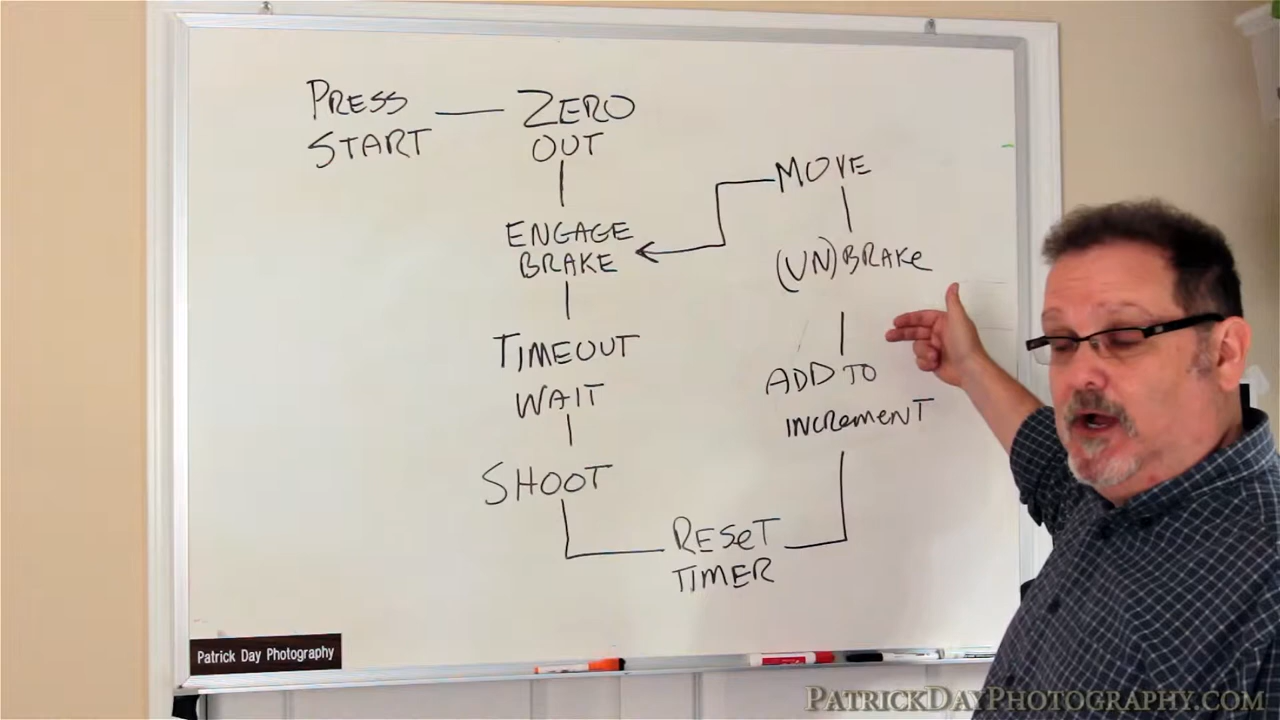 PRESS
START
ZERO
OUT
ENGAGE
BRAKE
TIMEOUT
WAIT
SHOOT
RESET
TIMER
ADD TO
INCREMENT
(UN)BRAKe
MOVE
Patrick Day Photography
PATRICKDAYPHOTOGRAPHY.COM